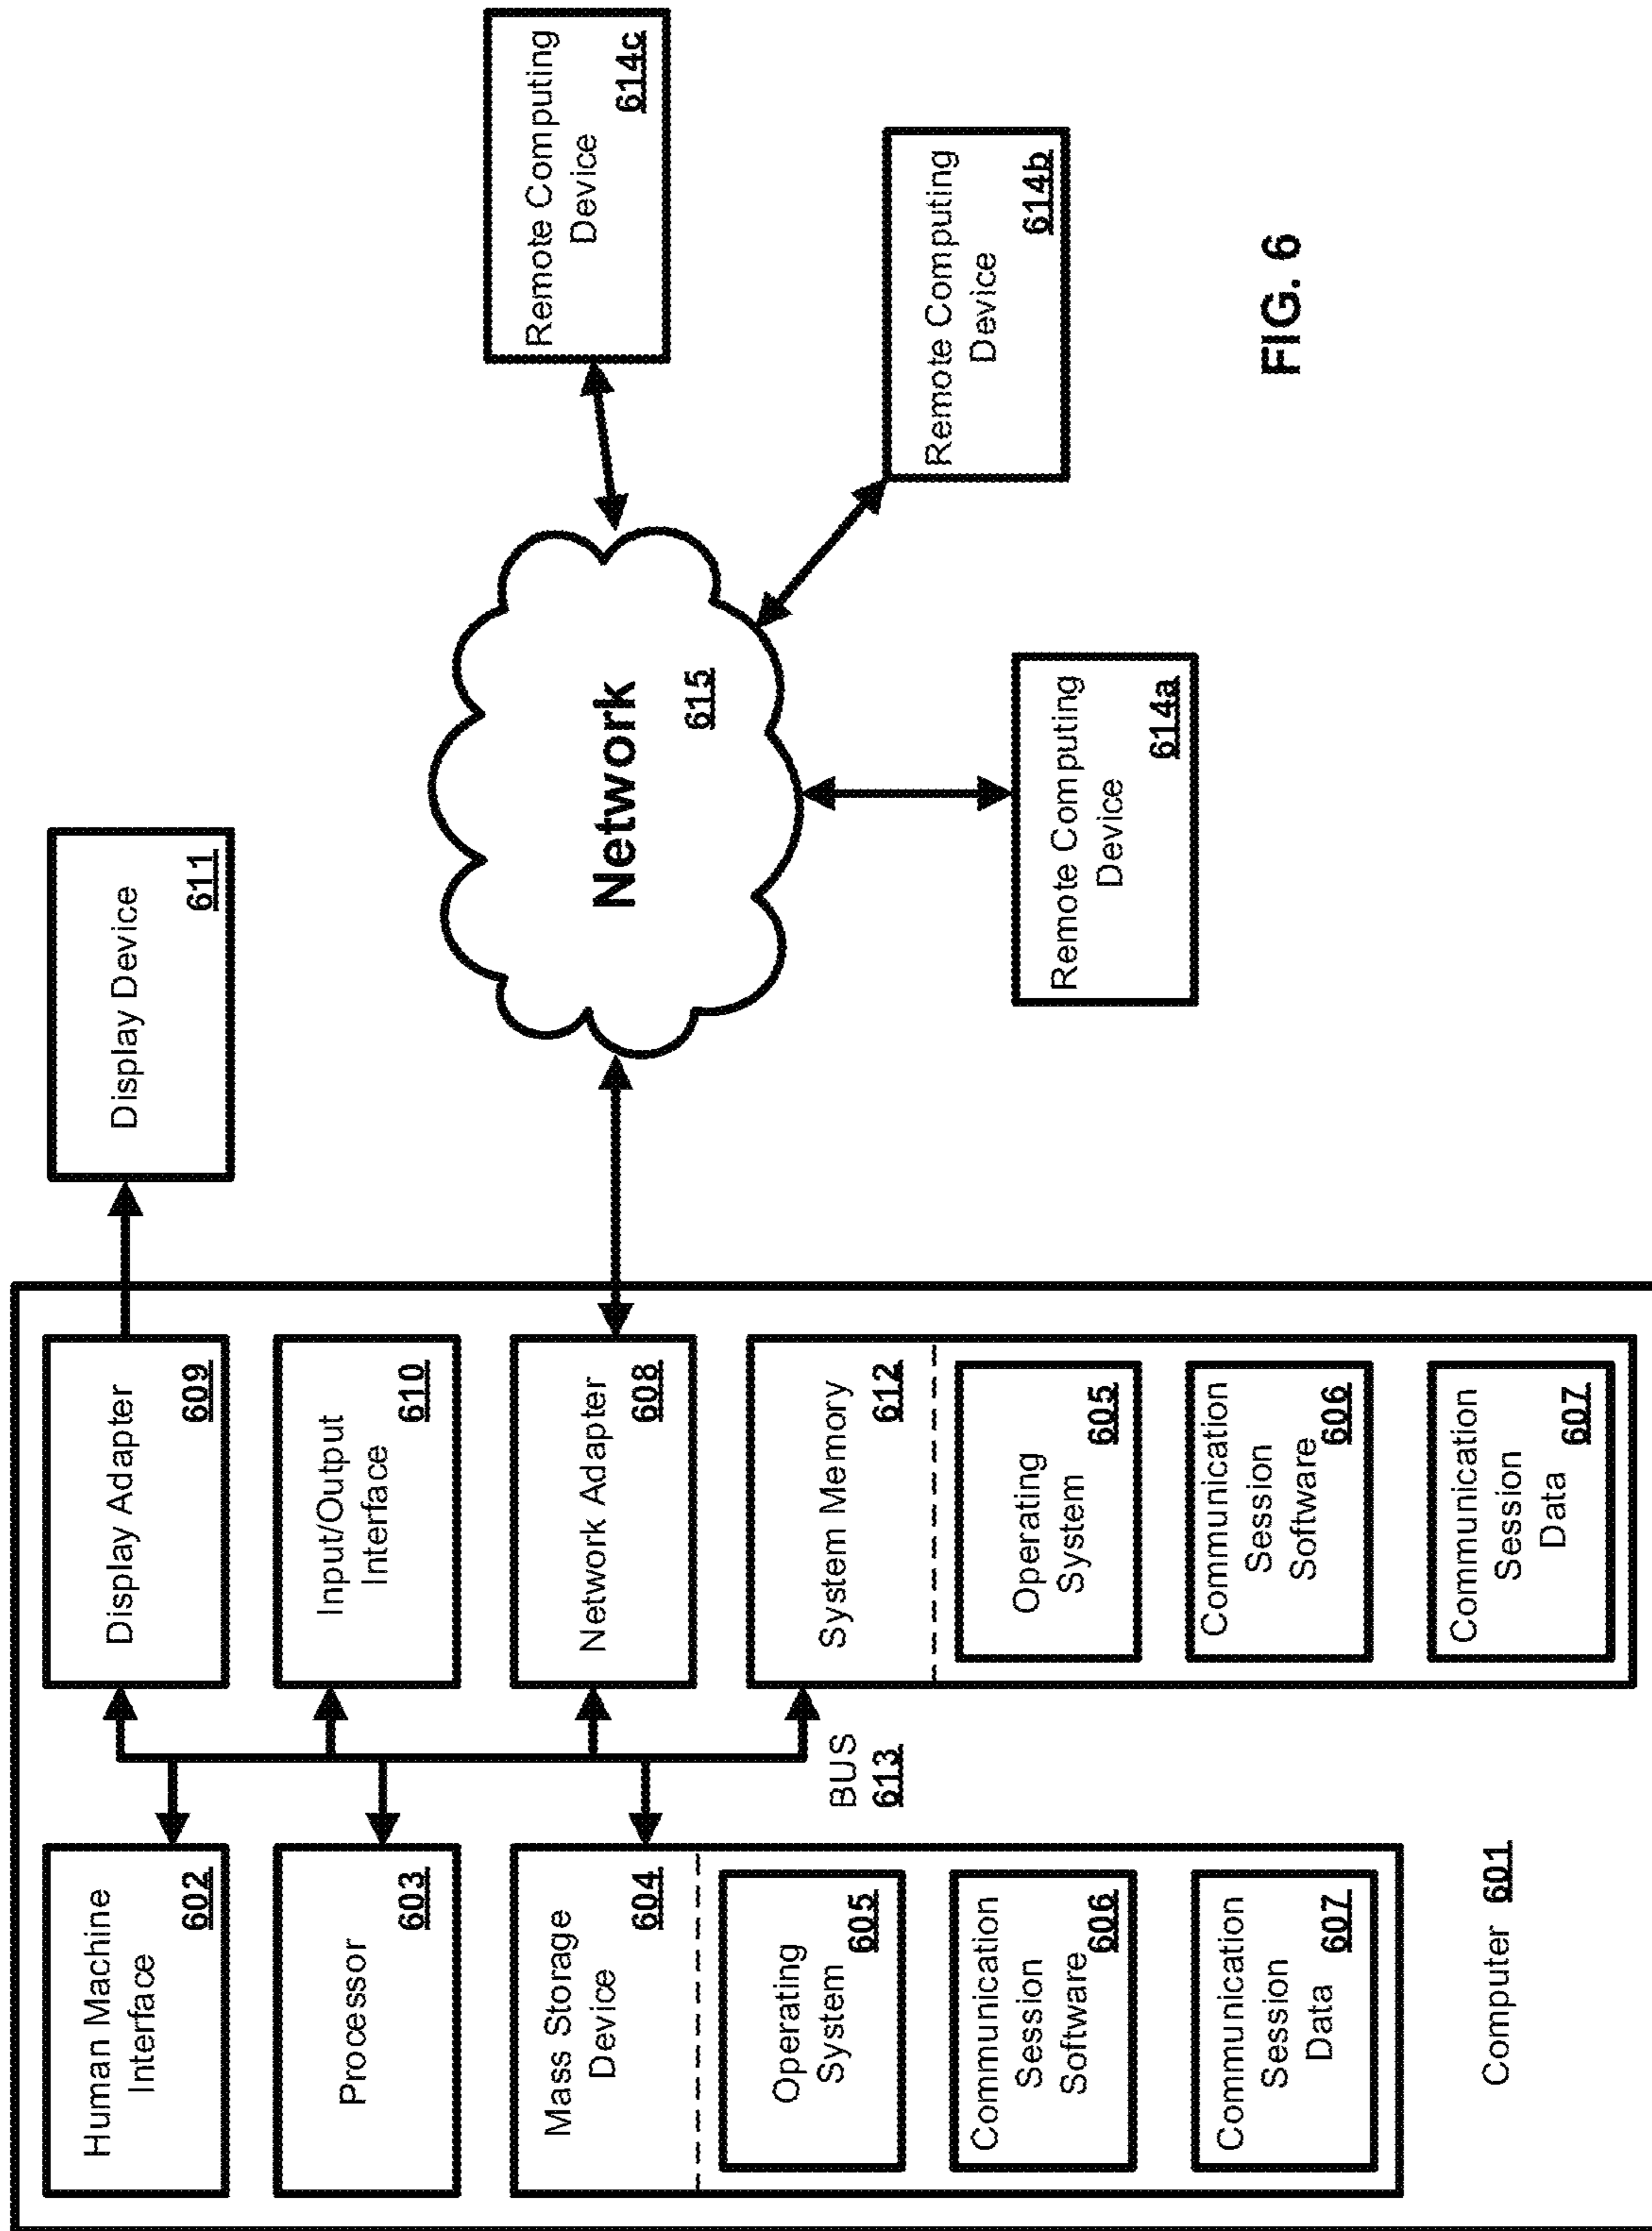 Human Machine
Interface
602
Processor
603
Mass Storage
Device
604
Operating
System
605
Communication
Session
Software
606
Communication
Session
Data
607
Computer 601
BUS
613
Display Adapter
609
Input/Output
Interface
610
Network Adapter
608
System Memory
612
Operating
System
605
Communication
Session
Software
606
Communication
Session
Data
607
Display Device
611
Network
615
Remote Computing
Device
614a
Remote Computing
Device
614b
Remote Computing
Device
614c
FIG. 6